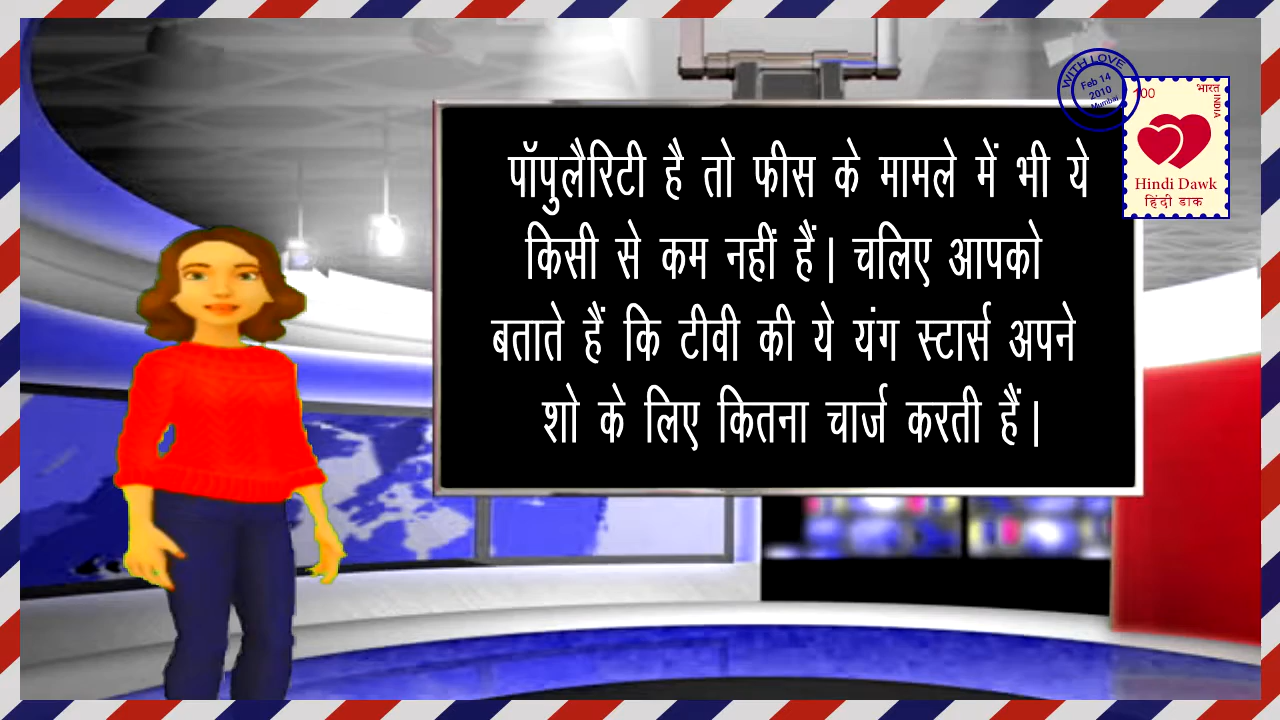 WITH LOVE
Feb 14
2010
Mumbai
100
भारत
INDIA
Hindi Dawk
हिंदी डाक
पॉपुलैरिटी है तो फीस के मामले में भी ये
किसी से कम नहीं हैं। चलिए आपको
बताते हैं कि टीवी की ये यंग स्टार्स अपने
शो के लिए कितना चार्ज करती हैं।